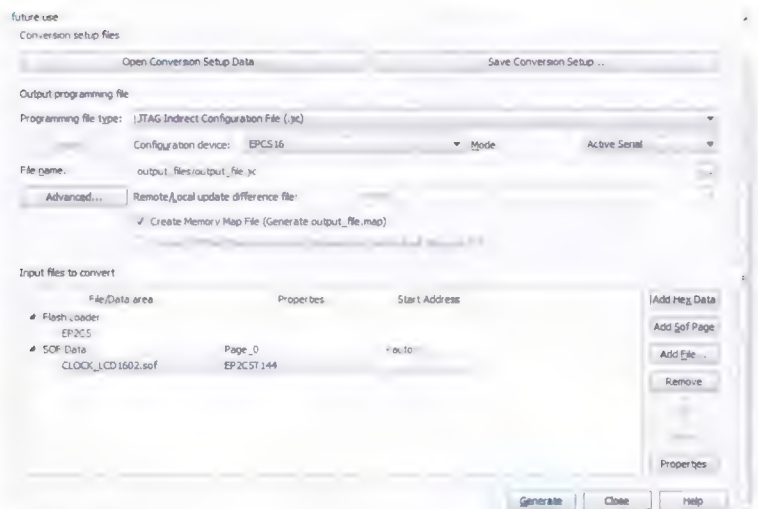 future use
Conversion setup files
Open Conversion Setup Data Save Conversion Setup ...
Output programming file
Programming file type: JTAG Indirect Configuration File (.jic)
Configuration device: EPCS16 Mode Active Serial
File name: output_files/output_file.jic
Advanced... Remote/Local update difference file:
Create Memory Map File (Generate output_file.map)
Input files to convert
File/Data area Properties Start Address
Add Hex Data
Flash Loader
EP2C5
Add Sof Page
SOF Data Page_0 <auto>
Add File...
CLOCK_LCD1602.sof EP2C5T144
Remove
Properties
Generate Close Help